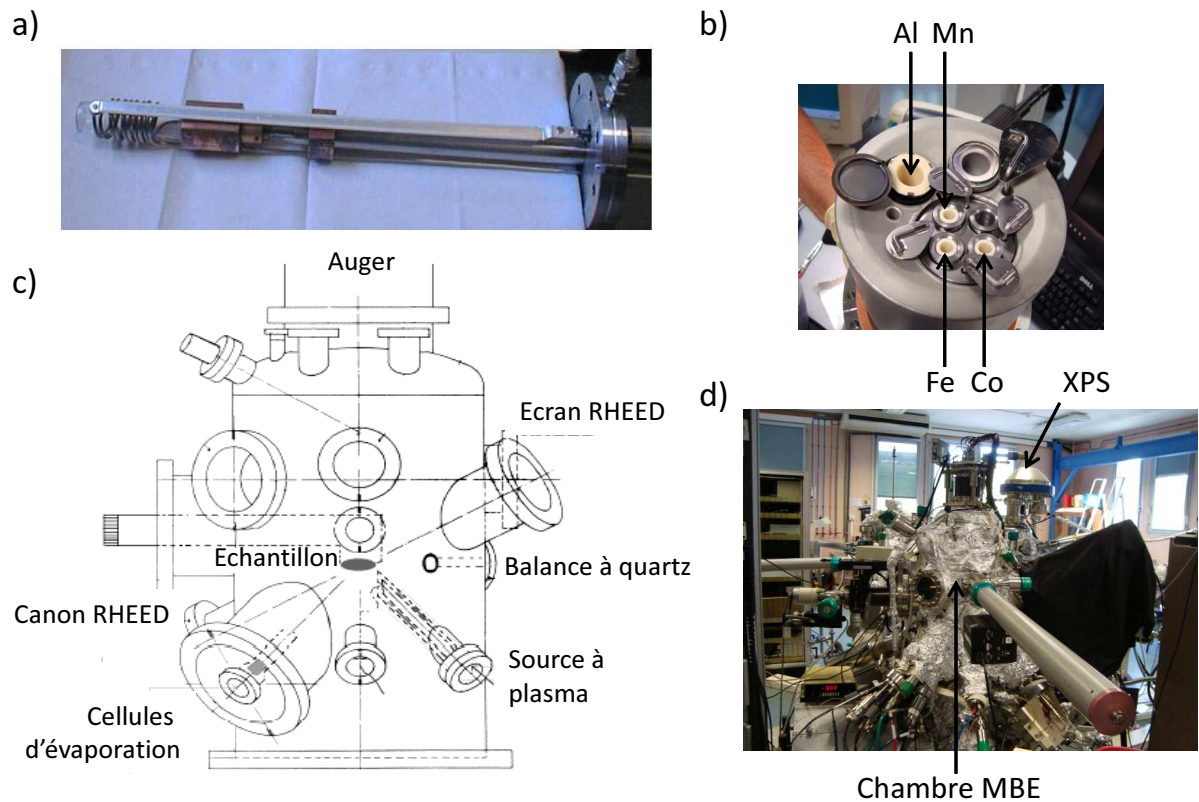 a)
b)
Al Mn
Fe Co
c)
Auger
Ecran RHEED
Echantillon
Balance à quartz
Canon RHEED
Source à
plasma
Cellules
d'évaporation
d)
XPS
Chambre MBE